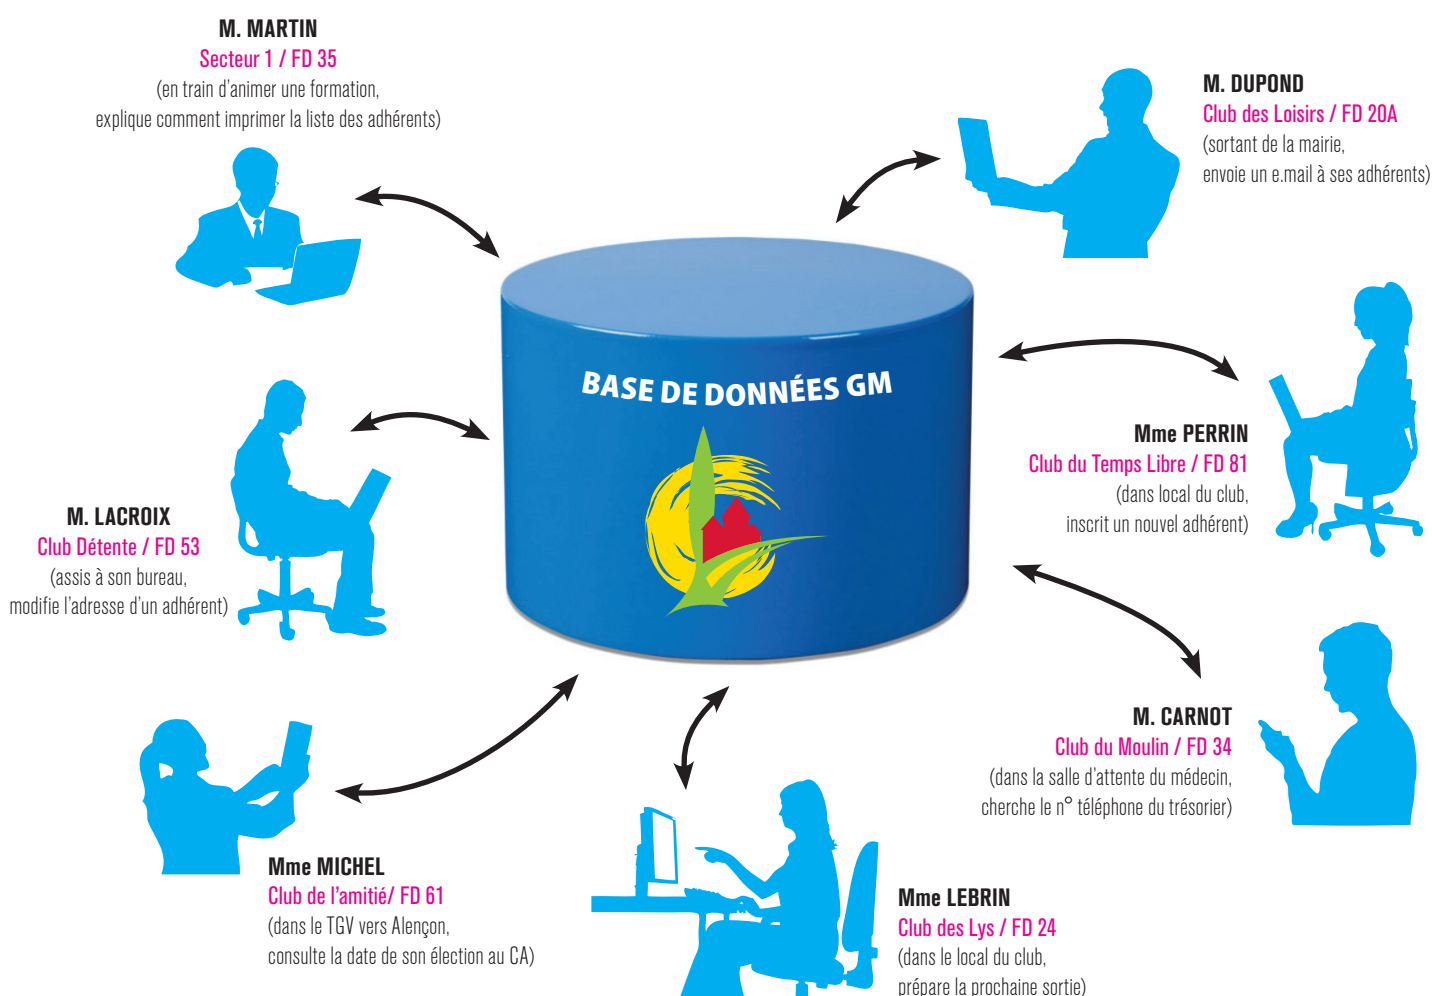 M. MARTIN
Secteur 1 / FD 35
(en train d'animer une formation,
explique comment imprimer la liste des adhérents)
M. DUPOND
Club des Loisirs / FD 20A
(sortant de la mairie,
envoie un e.mail à ses adhérents)
BASE DE DONNÉES GM
Mme PERRIN
Club du Temps Libre / FD 81
(dans local du club,
inscrit un nouvel adhérent)
M. LACROIX
Club Détente / FD 53
(assis à son bureau,
modifie l'adresse d'un adhérent)
M. CARNOT
Club du Moulin / FD 34
(dans la salle d'attente du médecin,
cherche le n° téléphone du trésorier)
Mme MICHEL
Club de l'amitié/ FD 61
(dans le TGV vers Alençon,
consulte la date de son élection au CA)
Mme LEBRIN
Club des Lys / FD 24
(dans le local du club,
prépare la prochaine sortie)